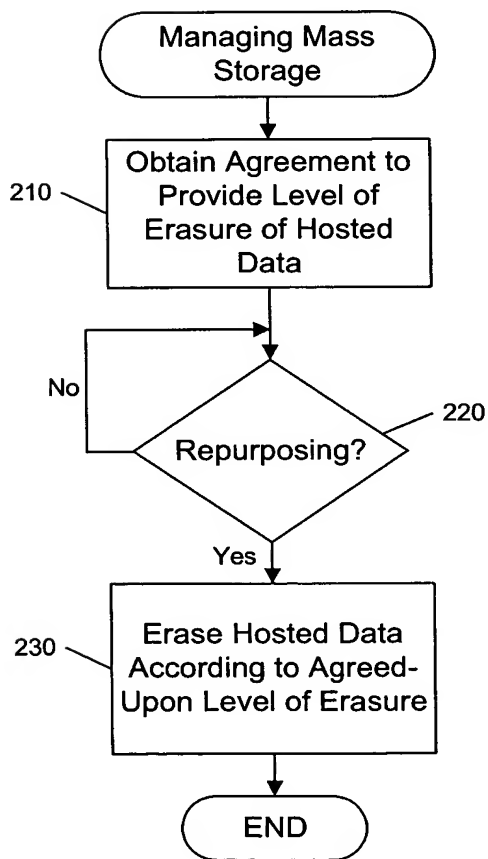 Managing Mass
Storage
210
Obtain Agreement to
Provide Level of
Erasure of Hosted
Data
No
220
Repurposing?
Yes
230
Erase Hosted Data
According to Agreed-
Upon Level of Erasure
END